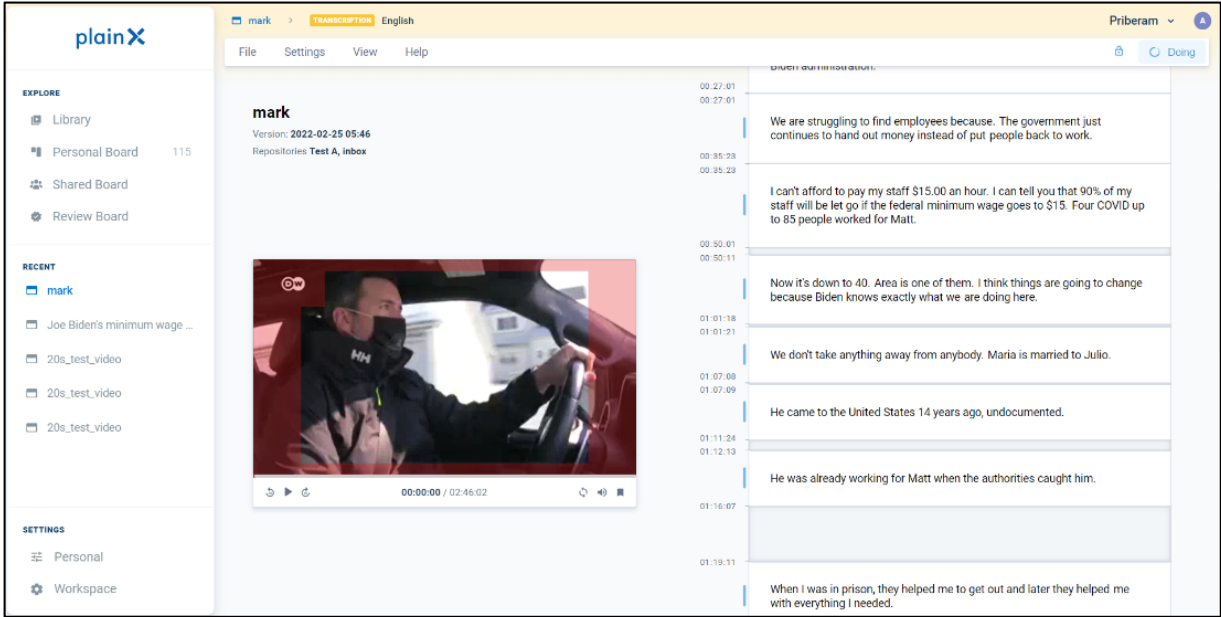 plain X
EXPLORE
Library
Personal Board 115
Shared Board
Review Board
RECENT
mark
Joe Biden's minimum wage ...
20s_test_video
20s_test_video
20s_test_video
SETTINGS
Personal
Workspace
mark > TRANSCRIPTION English
Priberam A
File Settings View Help
Doing
mark
Version: 2022-02-25 05:46
Repositories Test A, inbox
DW
HH
00:00:00 / 02:46:02
Biden administration.
00:27:01
00:27:01
We are struggling to find employees because. The government just
continues to hand out money instead of put people back to work.
00:35:23
00:35:23
I can't afford to pay my staff $15.00 an hour. I can tell you that 90% of my
staff will be let go if the federal minimum wage goes to $15. Four COVID up
to 85 people worked for Matt.
00:50:01
00:50:11
Now it's down to 40. Area is one of them. I think things are going to change
because Biden knows exactly what we are doing here.
01:01:18
01:01:21
We don't take anything away from anybody. Maria is married to Julio.
01:07:08
01:07:09
He came to the United States 14 years ago, undocumented.
01:11:24
01:12:13
He was already working for Matt when the authorities caught him.
01:16:07
01:19:11
When I was in prison, they helped me to get out and later they helped me
with everything I needed.